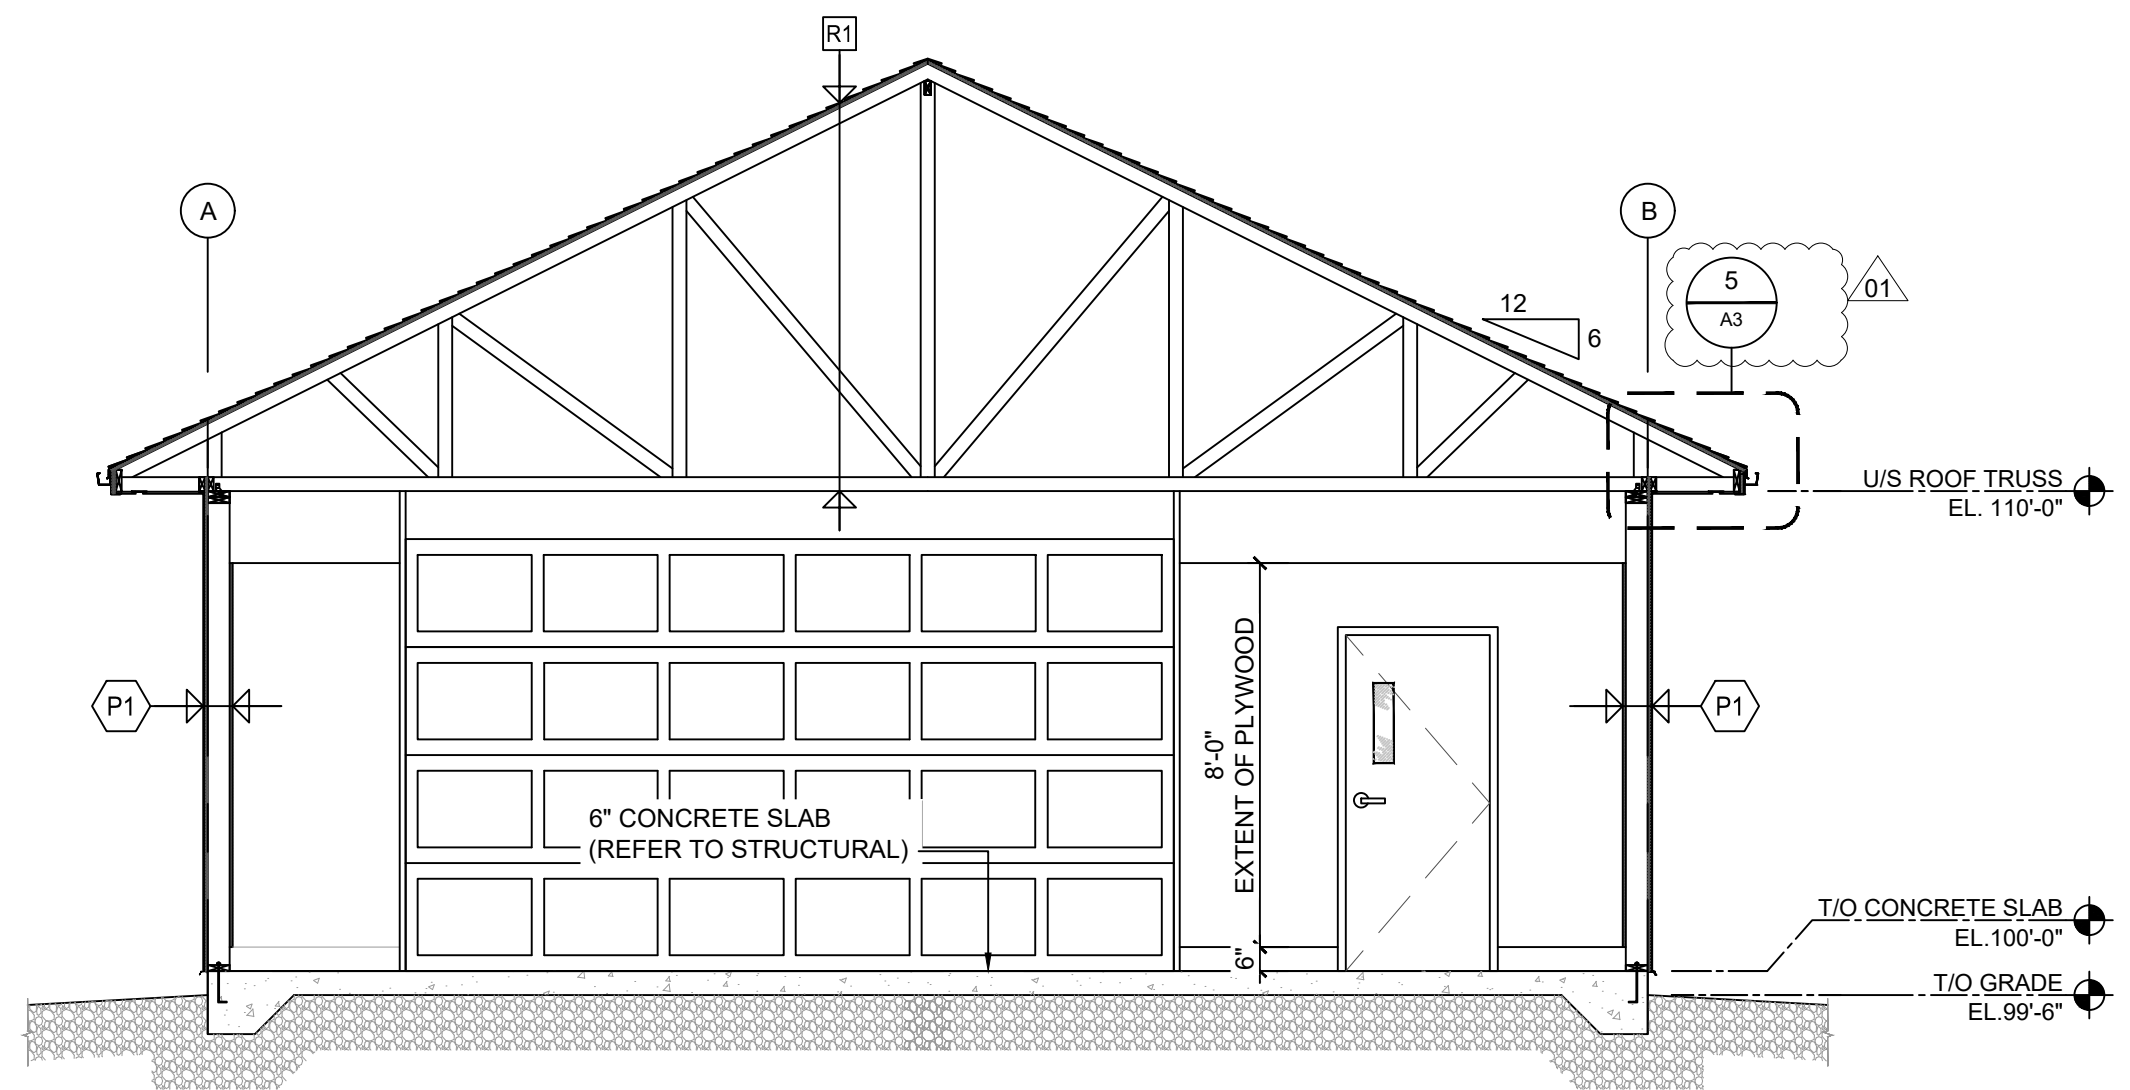 R1
A
B
5
A3
01
12
6
U/S ROOF TRUSS
EL. 110'-0"
P1
P1
8'-0"
EXTENT OF PLYWOOD
6" CONCRETE SLAB
(REFER TO STRUCTURAL)
6"
T/O CONCRETE SLAB
EL.100'-0"
T/O GRADE
EL.99'-6"